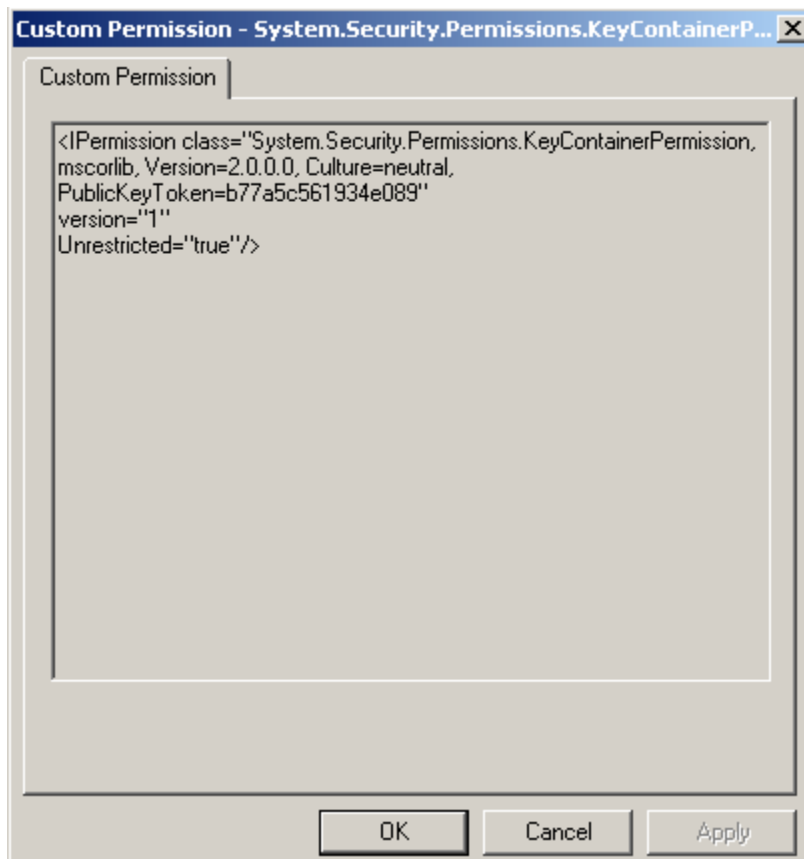 Custom Permission - System.Security.Permissions.KeyContainerP...
Custom Permission
<IPermission class="System.Security.Permissions.KeyContainerPermission,
mscorlib, Version=2.0.0.0, Culture=neutral,
PublicKeyToken=b77a5c561934e089"
version="1"
Unrestricted="true"/>
OK Cancel Apply